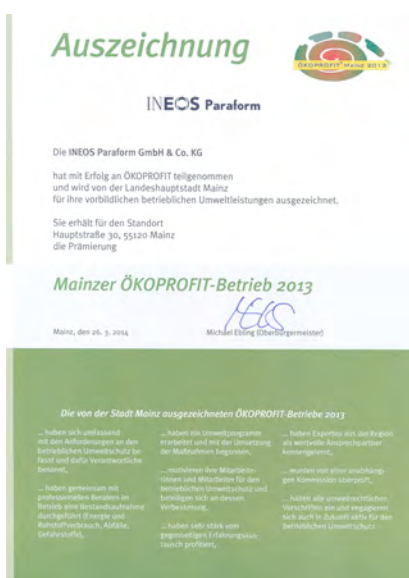 Auszeichnung
ÖKOPROFIT Mainz 2013
INEOS Paraform
Die INEOS Paraform GmbH & Co. KG
hat mit Erfolg an ÖKOPROFIT teilgenommen
und wird von der Landeshauptstadt Mainz
für ihre vorbildlichen betrieblichen Umweltleistungen ausgezeichnet.
Sie erhält für den Standort
Hauptstraße 30, 55120 Mainz
die Prämierung
Mainzer ÖKOPROFIT-Betrieb 2013
Mainz, den 26. 3. 2014
Michael Ebling (Oberbürgermeister)
Die von der Stadt Mainz ausgezeichneten ÖKOPROFIT-Betriebe 2013
... haben sich umfassend
mit den Anforderungen an den
betrieblichen Umweltschutz be-
fasst und dafür Verantwortliche
benannt,
... haben gemeinsam mit
professionellen Beratern im
Betrieb eine Bestandsaufnahme
durchgeführt (Energie und
Rohstoffverbrauch, Abfälle,
Gefahrstoffe),
... haben ein Umweltprogramm
erarbeitet und mit der Umsetzung
der Maßnahmen begonnen,
... motivieren ihre Mitarbeite-
rinnen und Mitarbeiter für den
betrieblichen Umweltschutz und
beteiligen sich an dessen
Verbesserung,
... haben sehr stark vom
gegenseitigen Erfahrungsaus-
tausch profitiert,
... haben Experten aus der Region
als wertvolle Ansprechpartner
kennengelernt,
... wurden von einer unabhängi-
gen Kommission überprüft,
... halten alle umweltrechtlichen
Vorschriften ein und engagieren
sich auch in Zukunft aktiv für den
betrieblichen Umweltschutz.